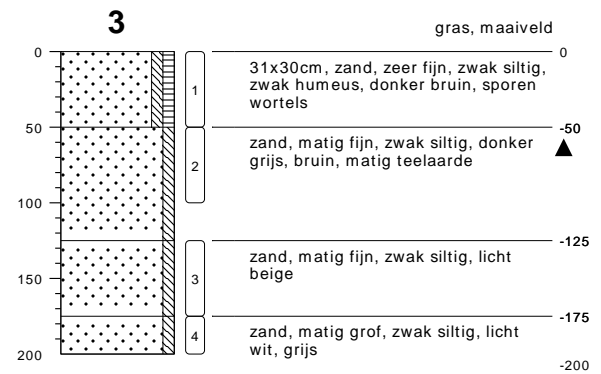 3
gras, maaiveld
0
0
1
31x30cm, zand, zeer fijn, zwak siltig,
zwak humeus, donker bruin, sporen
wortels
50
-50
2
zand, matig fijn, zwak siltig, donker
grijs, bruin, matig teelaarde
100
-125
3
zand, matig fijn, zwak siltig, licht
beige
150
-175
4
zand, matig grof, zwak siltig, licht
wit, grijs
200
-200